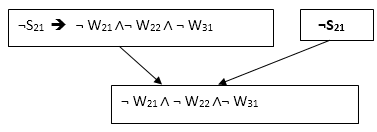 ¬S₂₁ ➔ ¬ W₂₁ ∧¬ W₂₂ ∧ ¬ W₃₁
¬S₂₁
¬ W₂₁ ∧ ¬ W₂₂ ∧¬ W₃₁